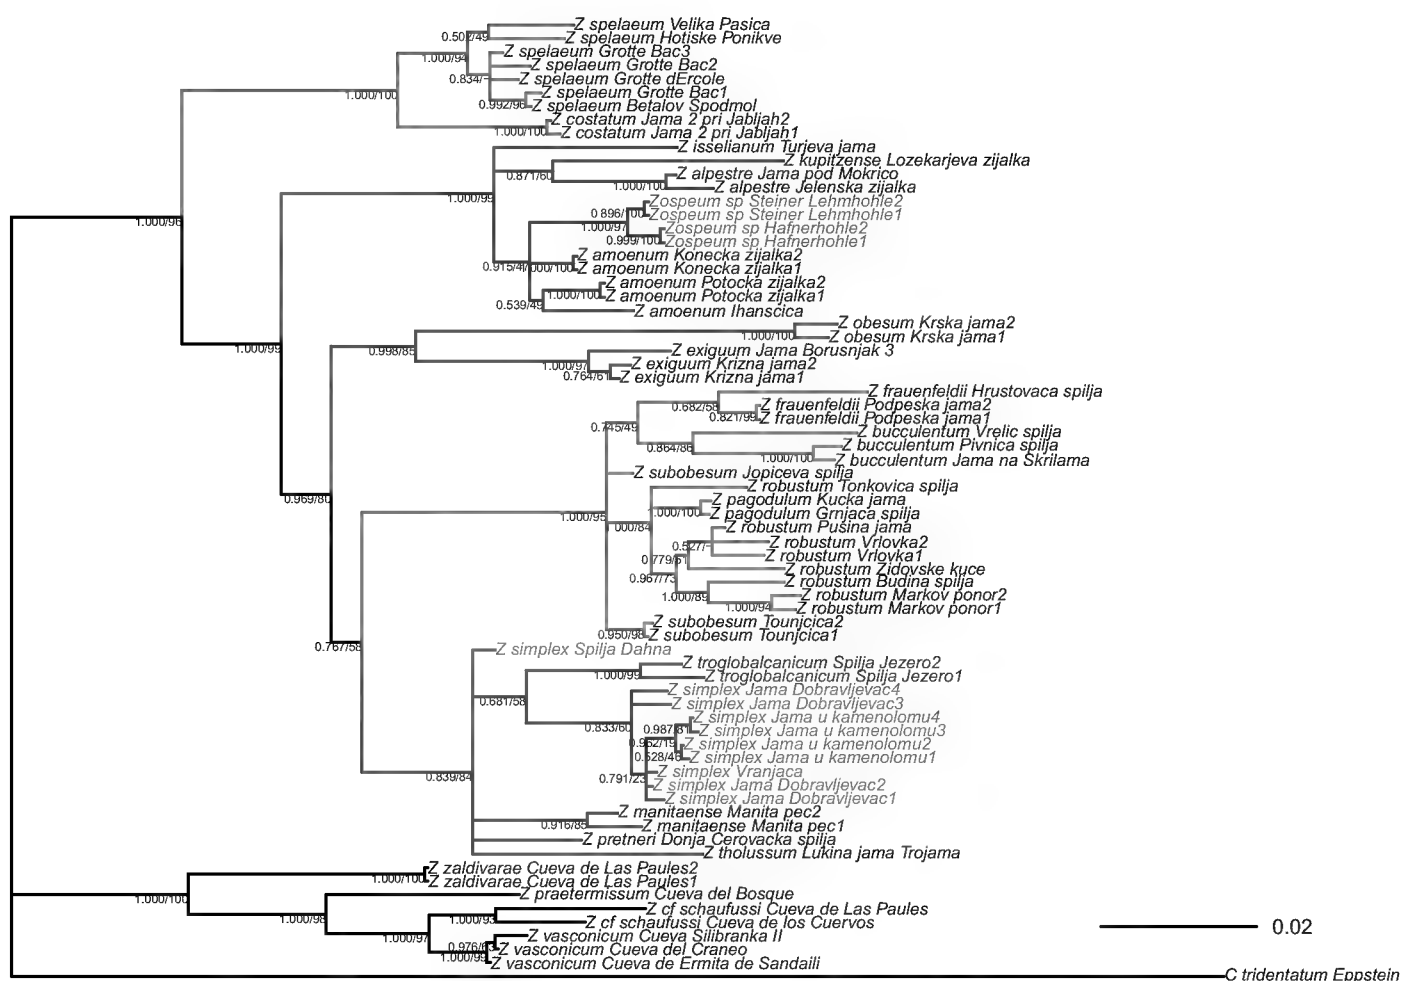 Z spelaeum Velika Pasica
0.502/49
Z spelaeum Hotiske Ponikve
Z spelaeum Grotte Bac3
1.000/94
Z spelaeum Grotte Bac2
0.834/-
Z spelaeum Grotte dErcole
Z spelaeum Grotte Bac1
1.000/100
0.992/96
Z spelaeum Betalov Spodmol
Z costatum Jama 2 pri Jabljah2
1.000/100
Z costatum Jama 2 pri Jabljah1
Z isselianum Turjeva jama
Z kupitzense Lozekarjeva zijalka
0.871/60
Z alpestre Jama pod Mokrico
1.000/100
Z alpestre Jelenska zijalka
1.000/99
Zospeum sp Steiner Lehmhohle2
0.896/100
Zospeum sp Steiner Lehmhohle1
1.000/96
1.000/97
Zospeum sp Hafnerhohle2
0.999/100
Zospeum sp Hafnerhohle1
Z amoenum Konecka zijalka2
0.915/47
1.000/100
Z amoenum Konecka zijalka1
Z amoenum Potocka zijalka2
1.000/100
Z amoenum Potocka zijalka1
0.539/49
Z amoenum Ihanscica
Z obesum Krska jama2
1.000/100
Z obesum Krska jama1
1.000/99
0.998/85
Z exiguum Jama Borusnjak 3
1.000/97
Z exiguum Krizna jama2
0.764/61
Z exiguum Krizna jama1
Z frauenfeldii Hrustovaca spilja
0.682/58
Z frauenfeldii Podpeska jama2
0.821/99
Z frauenfeldii Podpeska jama1
0.745/49
Z bucculentum Vrelic spilja
0.864/86
Z bucculentum Pivnica spilja
1.000/100
Z bucculentum Jama na Skrilama
Z subobesum Jopiceva spilja
Z robustum Tonkovica spilja
0.969/80
Z pagodulum Kucka jama
1.000/100
Z pagodulum Grnjaca spilja
1.000/95
1.000/84
Z robustum Pusina jama
Z robustum Vrlovka2
0.527/-
Z robustum Vrlovka1
0.779/61
Z robustum Zidovske kuce
0.967/73
Z robustum Budina spilja
1.000/89
Z robustum Markov ponor2
1.000/94
Z robustum Markov ponor1
Z subobesum Tounjcica2
0.950/98
Z subobesum Tounjcica1
0.767/58
Z simplex Spilja Dahna
Z troglobalcanicum Spilja Jezero2
1.000/99
Z troglobalcanicum Spilja Jezero1
Z simplex Jama Dobravljevac4
0.681/58
Z simplex Jama Dobravljevac3
Z simplex Jama u kamenolomu4
0.833/60
0.987/81
Z simplex Jama u kamenolomu3
0.952/19
Z simplex Jama u kamenolomu2
0.528/46
Z simplex Jama u kamenolomu1
0.839/84
0.791/23
Z simplex Vranjaca
Z simplex Jama Dobravljevac2
Z simplex Jama Dobravljevac1
Z manitaense Manita pec2
0.916/85
Z manitaense Manita pec1
Z pretneri Donja Cerovacka spilja
Z tholussum Lukina jama Trojama
Z zaldivarae Cueva de Las Paules2
1.000/100
Z zaldivarae Cueva de Las Paules1
1.000/100
Z praetermissum Cueva del Bosque
Z cf schaufussi Cueva de Las Paules
1.000/98
1.000/93
Z cf schaufussi Cueva de los Cuervos
0.02
Z vasconicum Cueva Silibranka II
1.000/97
0.976/63
Z vasconicum Cueva del Craneo
1.000/99
Z vasconicum Cueva de Ermita de Sandaili
C tridentatum Eppstein